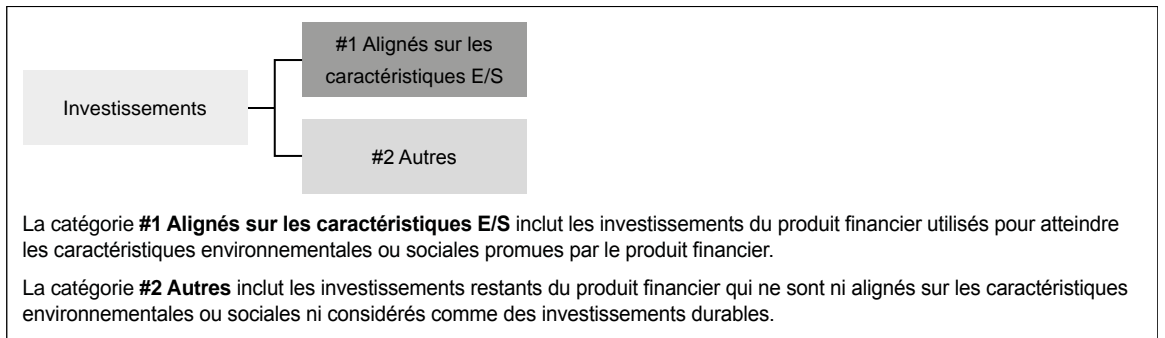 #1 Alignés sur les
caractéristiques E/S
Investissements
#2 Autres
La catégorie #1 Alignés sur les caractéristiques E/S inclut les investissements du produit financier utilisés pour atteindre
les caractéristiques environnementales ou sociales promues par le produit financier.
La catégorie #2 Autres inclut les investissements restants du produit financier qui ne sont ni alignés sur les caractéristiques
environnementales ou sociales ni considérés comme des investissements durables.